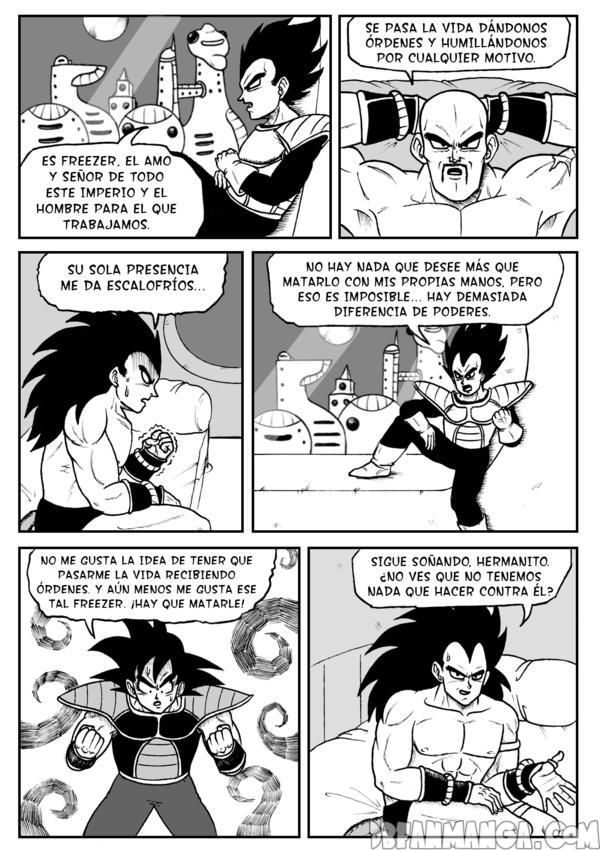 ES FREEZER, EL AMO
Y SEÑOR DE TODO
ESTE IMPERIO Y EL
HOMBRE PARA EL QUE
TRABAJAMOS.
SE PASA LA VIDA DÁNDONOS
ÓRDENES Y HUMILLÁNDONOS
POR CUALQUIER MOTIVO.
SU SOLA PRESENCIA
ME DA ESCALOFRÍOS...
NO HAY NADA QUE DESEE MÁS QUE
MATARLO CON MIS PROPIAS MANOS, PERO
ESO ES IMPOSIBLE... HAY DEMASIADA
DIFERENCIA DE PODERES.
NO ME GUSTA LA IDEA DE TENER QUE
PASARME LA VIDA RECIBIENDO
ÓRDENES. Y AÚN MENOS ME GUSTA ESE
TAL FREEZER. ¡HAY QUE MATARLE!
SIGUE SOÑANDO, HERMANITO.
¿NO VES QUE NO TENEMOS
NADA QUE HACER CONTRA ÉL?
DBFANMANGA.COM